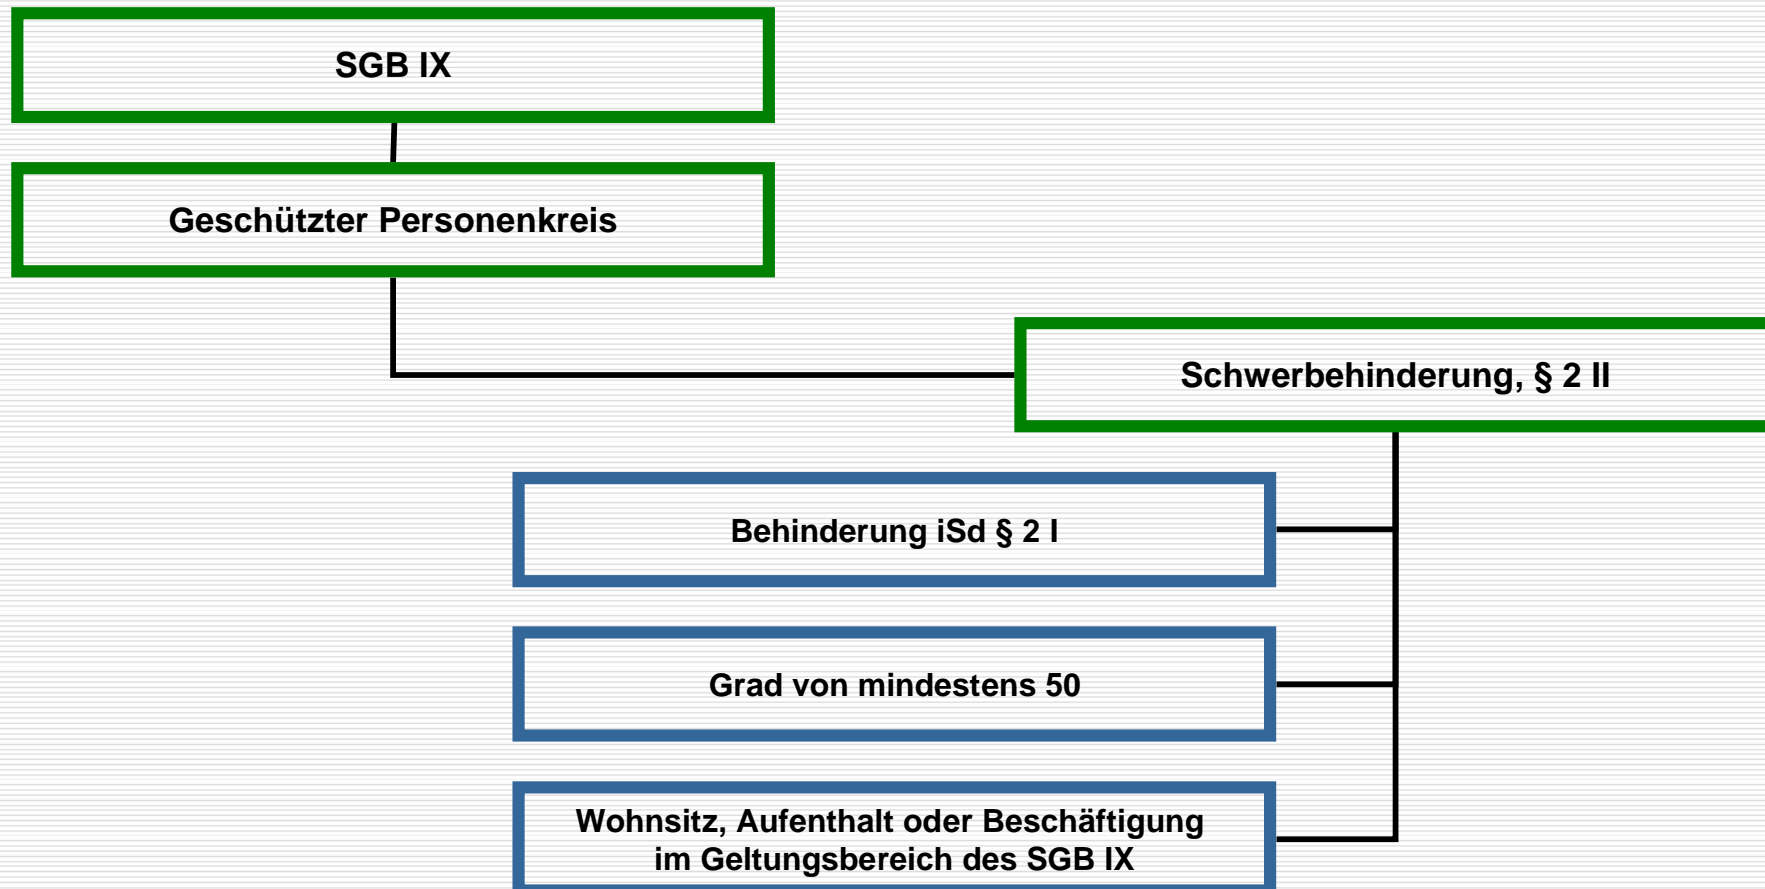 SGB IX
Geschützter Personenkreis
Schwerbehinderung, § 2 II
Behinderung iSd § 2 I
Grad von mindestens 50
Wohnsitz, Aufenthalt oder Beschäftigung
im Geltungsbereich des SGB IX